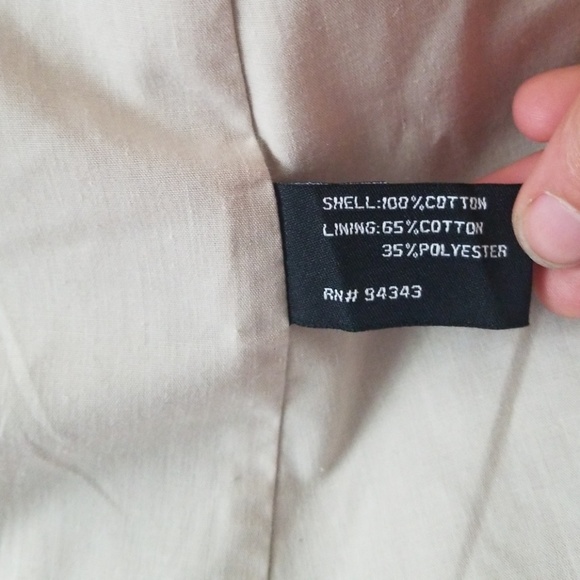 SHELL:100%COTTON
LINING:65%COTTON
35%POLYESTER
RN# 94343